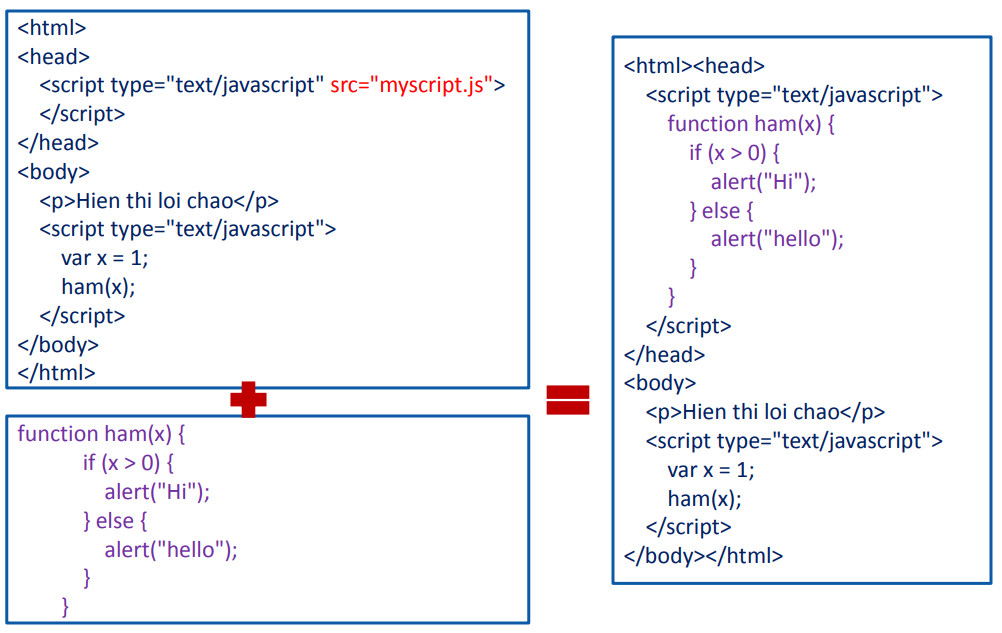 <html>
<head>
<script type="text/javascript" src="myscript.js">
</script>
</head>
<body>
<p>Hien thi loi chao</p>
<script type="text/javascript">
var x = 1;
ham(x);
</script>
</body>
</html>
function ham(x) {
if (x > 0) {
alert("Hi");
} else {
alert("hello");
}
}
<html><head>
<script type="text/javascript">
function ham(x) {
if (x > 0) {
alert("Hi");
} else {
alert("hello");
}
}
</script>
</head>
<body>
<p>Hien thi loi chao</p>
<script type="text/javascript">
var x = 1;
ham(x);
</script>
</body></html>